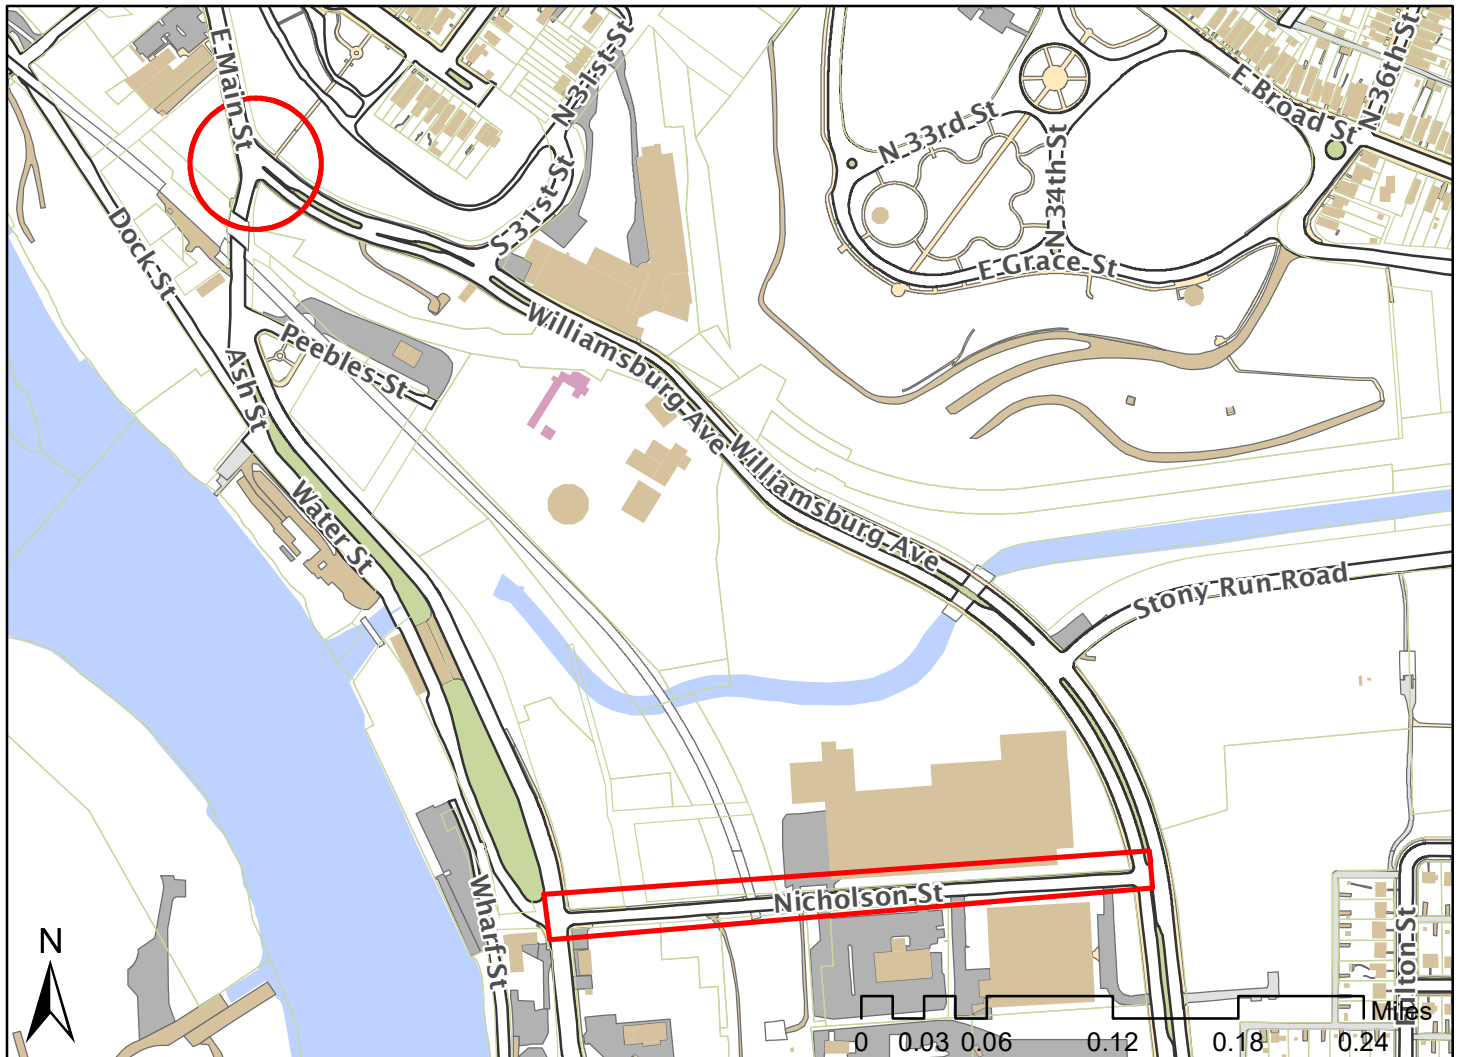 E Main St
N 31st St
E Broad St
N 36th St
N 33rd St
N 34th St
S 31st St
Dock St
E Grace St
Williamsburg Ave
Peebles St
Ash St
Williamsburg Ave
Water St
Stony Run Road
Nicholson St
Wharf St
N
Miles
0 0.03 0.06 0.12 0.18 0.24